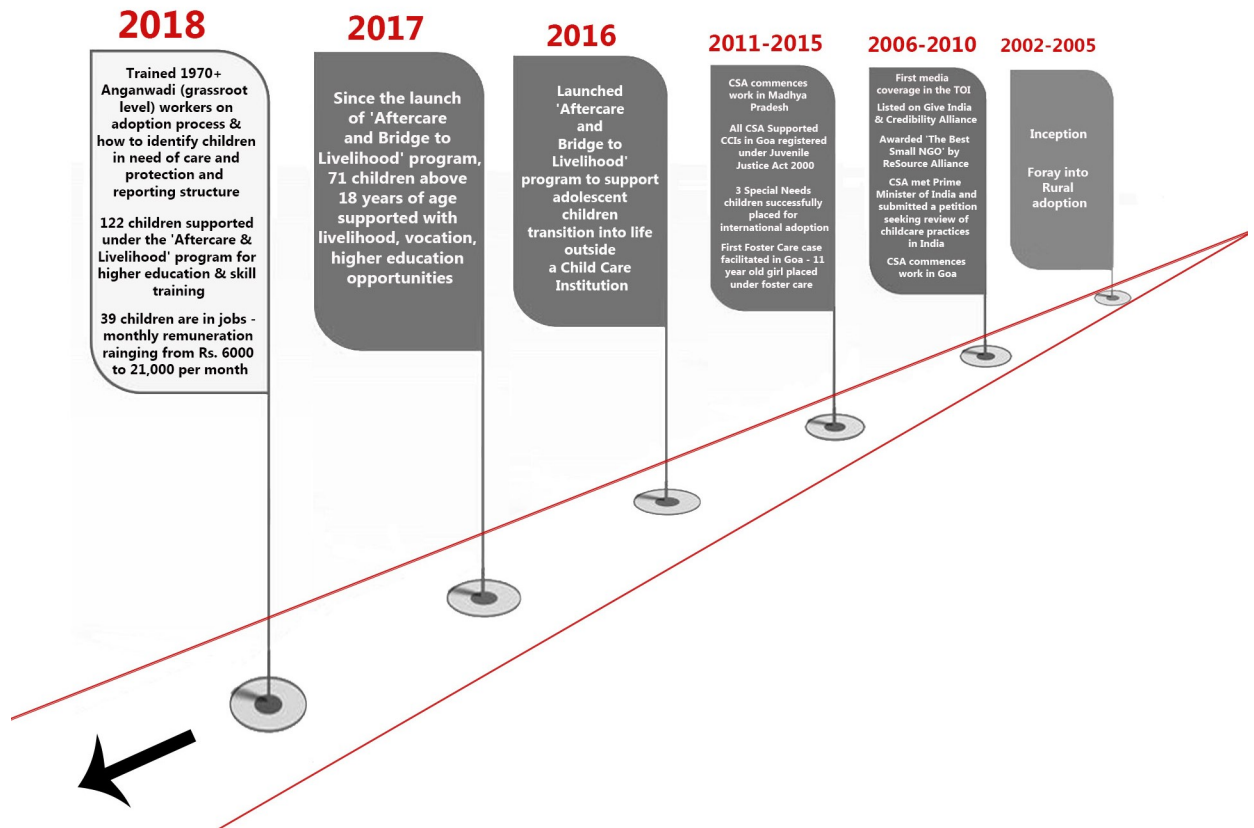 2018
Trained 1970+
Anganwadi (grassroot
level) workers on
adoption process &
how to identify children
in need of care and
protection and
reporting structure
122 children supported
under the 'Aftercare &
Livelihood' program for
higher education & skill
training
39 children are in jobs -
monthly remuneration
rainging from Rs. 6000
to 21,000 per month
2017
Since the launch
of 'Aftercare
and Bridge to
Livelihood' program,
71 children above
18 years of age
supported with
livelihood, vocation,
higher education
opportunities
2016
Launched
'Aftercare
and
Bridge to
Livelihood'
program to support
adolescent
children
transition into life
outside
a Child Care
Institution
2011-2015
CSA commences
work in Madhya
Pradesh
All CSA Supported
CCIs in Goa registered
under Juvenile
Justice Act 2000
3 Special Needs
children successfully
placed for
international adoption
First Foster Care case
facilitated in Goa - 11
year old girl placed
under foster care
2006-2010
First media
coverage in the TOI
Listed on Give India
& Credibility Alliance
Awarded 'The Best
Small NGO' by
ReSource Alliance
CSA met Prime
Minister of India and
submitted a petition
seeking review of
childcare practices
in India
CSA commences
work in Goa
2002-2005
Inception
Foray into
Rural
adoption